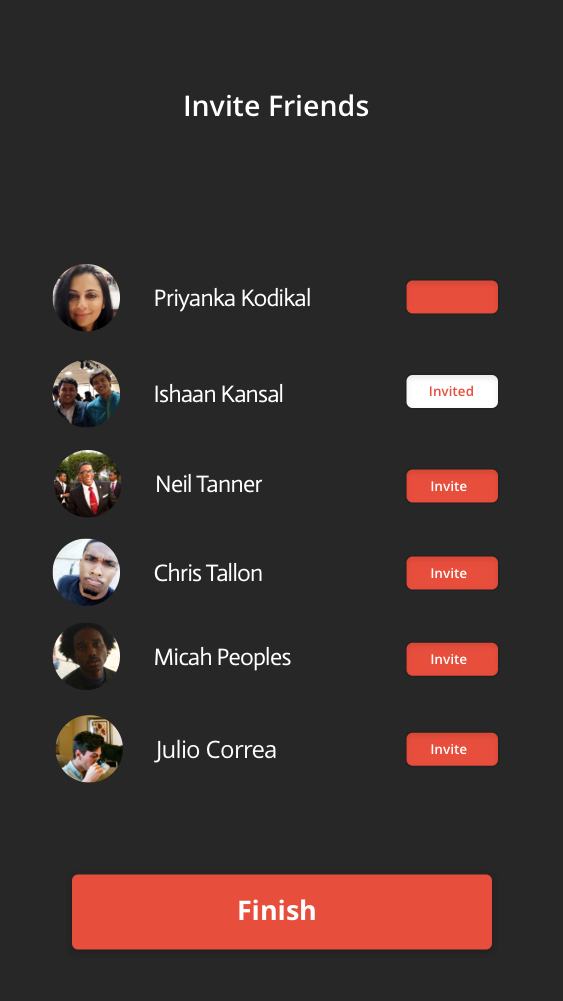 Invite Friends
Priyanka Kodikal
Ishaan Kansal
Invited
Neil Tanner
Invite
Chris Tallon
Invite
Micah Peoples
Invite
Julio Correa
Invite
Finish